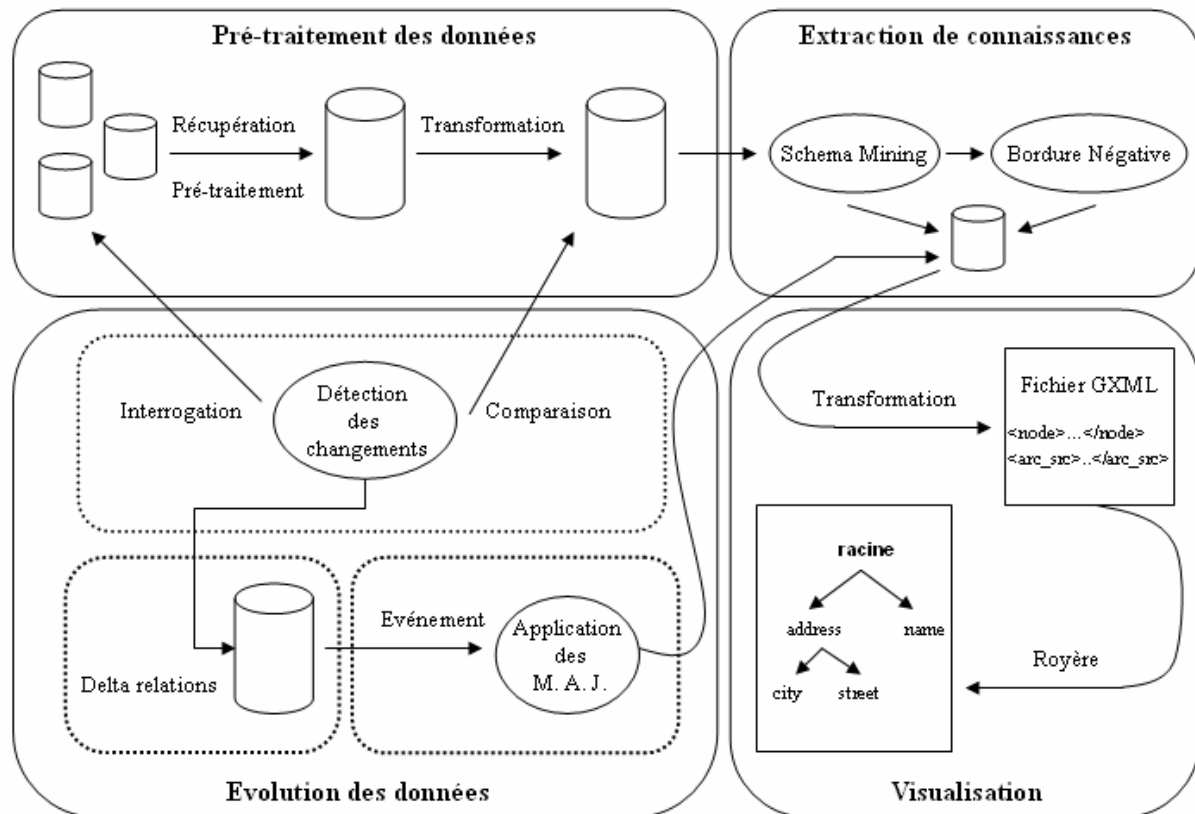 Pré-traitement des données
Récupération
Pré-traitement
Transformation
Extraction de connaissances
Schema Mining
Bordure Négative
Interrogation
Détection
des
changements
Comparaison
Delta relations
Evénement
Application
des
M. A. J.
Evolution des données
Transformation
Fichier GXML
<node>...</node>
<arc_src>..</arc_src>
racine
address
name
city
street
Royère
Visualisation